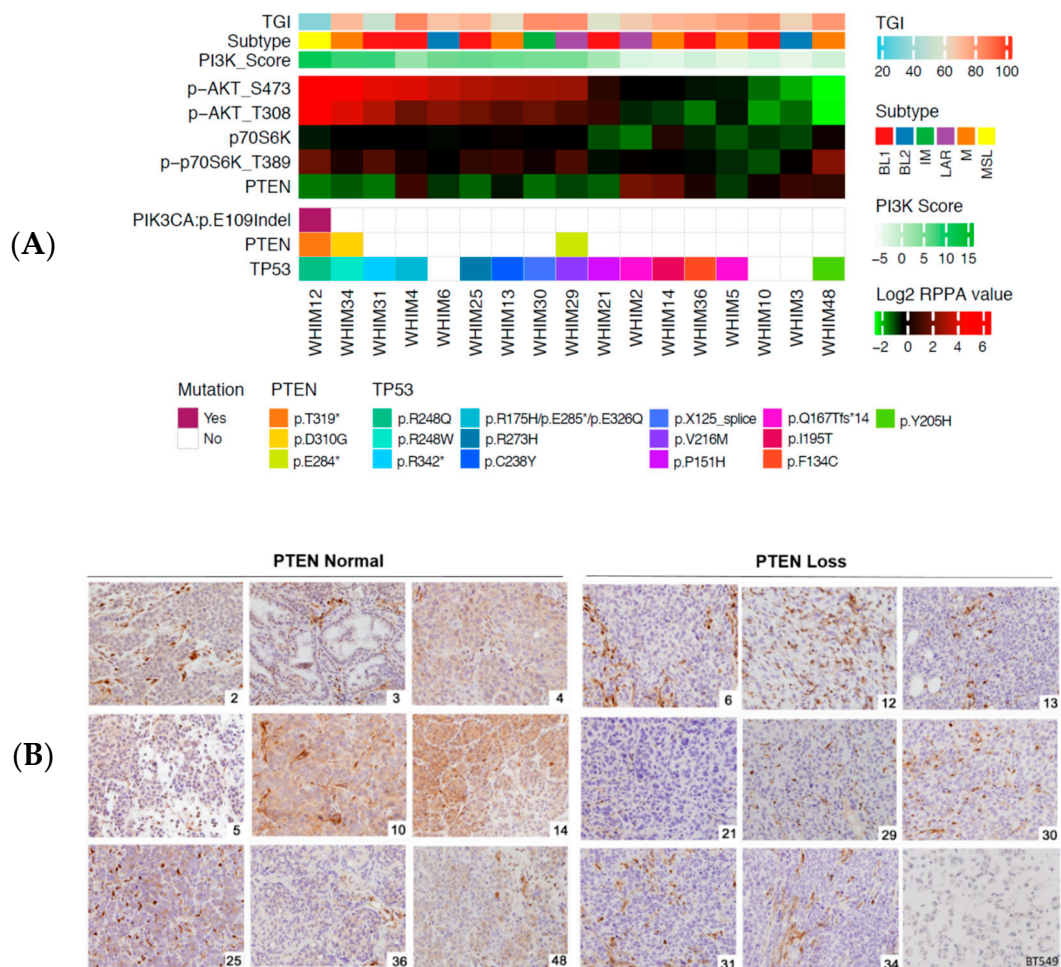 (A)
TGI
Subtype
PI3K_Score
p-AKT_S473
p-AKT_T308
p70S6K
p-p70S6K_T389
PTEN
PIK3CA:p.E109Indel
PTEN
TP53
WHIM12 WHIM34 WHIM31 WHIM4 WHIM6 WHIM25 WHIM13 WHIM30 WHIM29 WHIM21 WHIM2 WHIM14 WHIM36 WHIM5 WHIM10 WHIM3 WHIM48
TGI
20 40 60 80 100
Subtype
BL1 BL2 IM LAR M MSL
PI3K Score
-5 0 5 10 15
Log2 RPPA value
-2 0 2 4 6
Mutation
Yes
No
PTEN
p.T319*
p.D310G
p.E284*
TP53
p.R248Q
p.R248W
p.R342*
p.R175H/p.E285*/p.E326Q
p.R273H
p.C238Y
p.X125_splice
p.V216M
p.P151H
p.Q167Tfs*14
p.I195T
p.F134C
p.Y205H
(B)
PTEN Normal
2 3 4
5 10 14
25 36 48
PTEN Loss
6 12 13
21 29 30
31 34 BT549